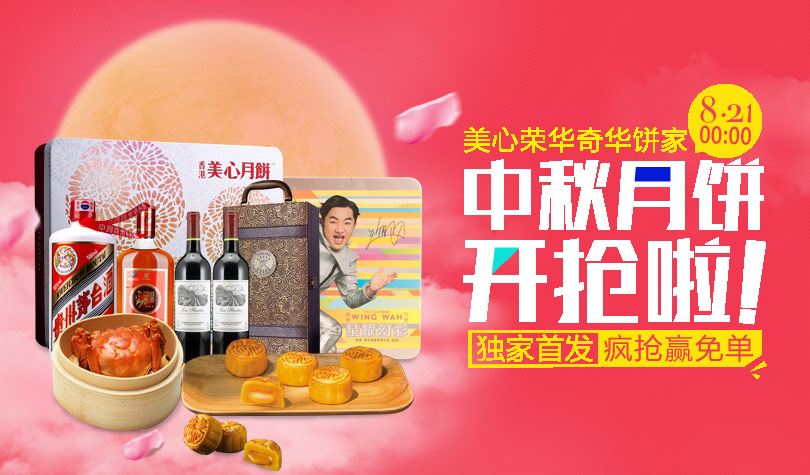 8.21
00:00
美心荣华奇华饼家
中秋月饼
开抢啦!
独家首发 疯抢赢免单
香港美心月餅
WING WAH
星耀幻彩
贵州茅台酒